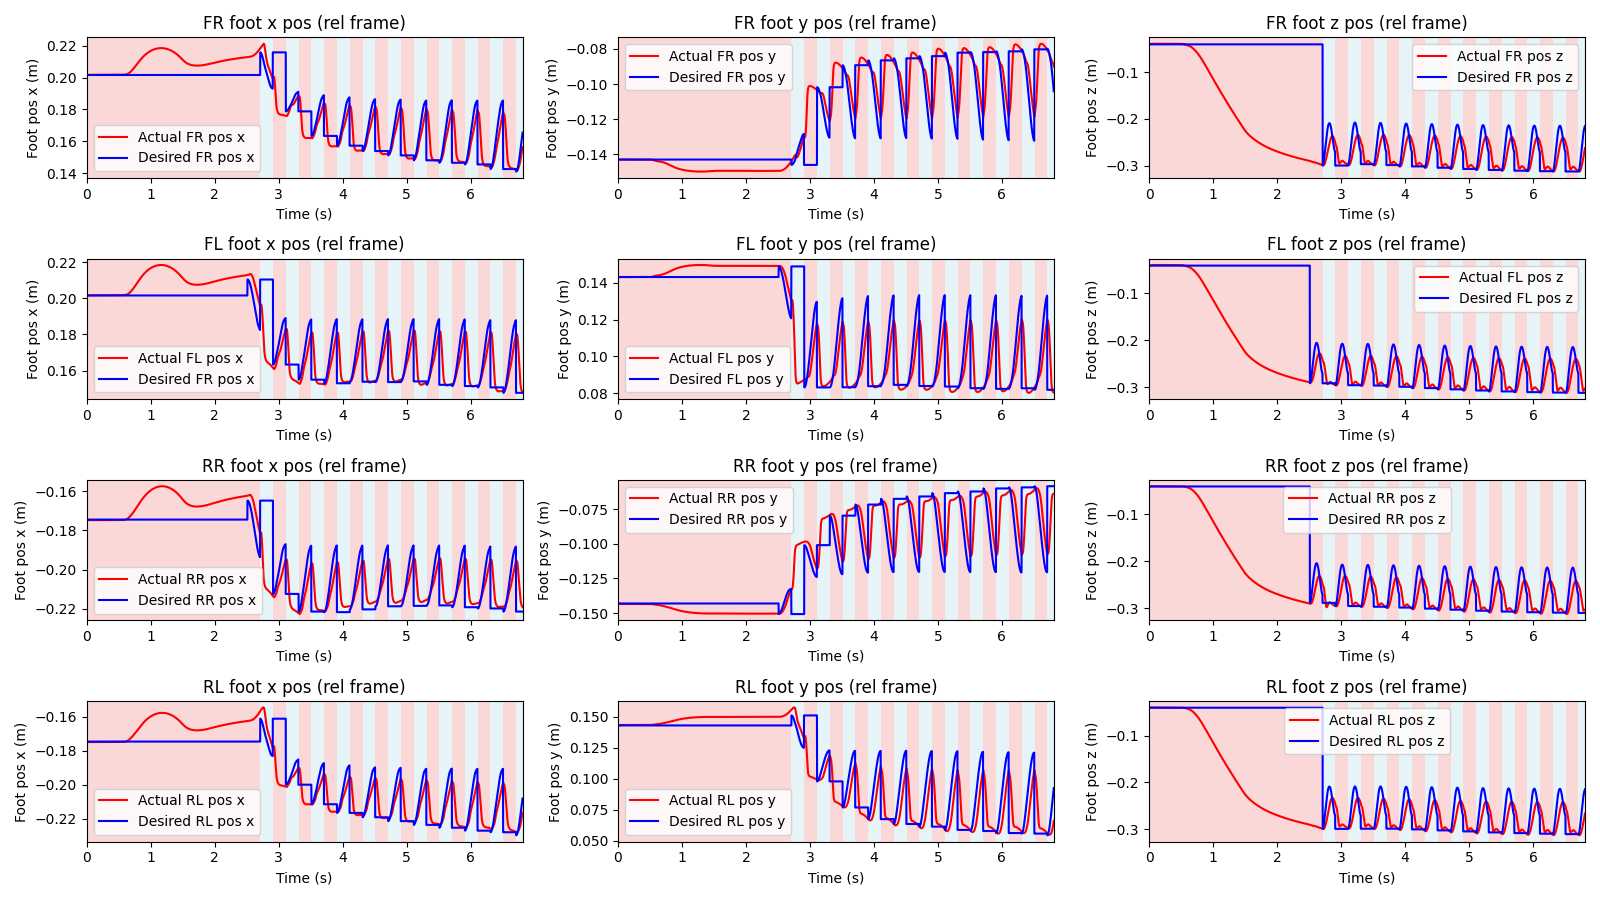 FR foot x pos (rel frame)
Foot pos x (m)
0.22
0.20
0.18
0.16
0.14
Actual FR pos x
Desired FR pos x
0 1 2 3 4 5 6
Time (s)
FR foot y pos (rel frame)
Foot pos y (m)
−0.08
−0.10
−0.12
−0.14
Actual FR pos y
Desired FR pos y
0 1 2 3 4 5 6
Time (s)
FR foot z pos (rel frame)
Foot pos z (m)
−0.1
−0.2
−0.3
Actual FR pos z
Desired FR pos z
0 1 2 3 4 5 6
Time (s)
FL foot x pos (rel frame)
Foot pos x (m)
0.22
0.20
0.18
0.16
Actual FL pos x
Desired FR pos x
0 1 2 3 4 5 6
Time (s)
FL foot y pos (rel frame)
Foot pos y (m)
0.14
0.12
0.10
0.08
Actual FL pos y
Desired FL pos y
0 1 2 3 4 5 6
Time (s)
FL foot z pos (rel frame)
Foot pos z (m)
−0.1
−0.2
−0.3
Actual FL pos z
Desired FL pos z
0 1 2 3 4 5 6
Time (s)
RR foot x pos (rel frame)
Foot pos x (m)
−0.16
−0.18
−0.20
−0.22
Actual RR pos x
Desired RR pos x
0 1 2 3 4 5 6
Time (s)
RR foot y pos (rel frame)
Foot pos y (m)
−0.075
−0.100
−0.125
−0.150
Actual RR pos y
Desired RR pos y
0 1 2 3 4 5 6
Time (s)
RR foot z pos (rel frame)
Foot pos z (m)
−0.1
−0.2
−0.3
Actual RR pos z
Desired RR pos z
0 1 2 3 4 5 6
Time (s)
RL foot x pos (rel frame)
Foot pos x (m)
−0.16
−0.18
−0.20
−0.22
Actual RL pos x
Desired RL pos x
0 1 2 3 4 5 6
Time (s)
RL foot y pos (rel frame)
Foot pos y (m)
0.150
0.125
0.100
0.075
0.050
Actual RL pos y
Desired RL pos y
0 1 2 3 4 5 6
Time (s)
RL foot z pos (rel frame)
Foot pos z (m)
−0.1
−0.2
−0.3
Actual RL pos z
Desired RL pos z
0 1 2 3 4 5 6
Time (s)